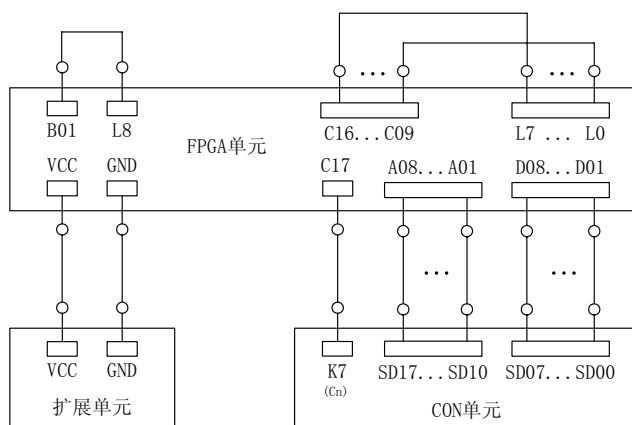 B01 L8 C16...C09 L7 ... L0
FPGA单元
VCC GND C17 A08...A01 D08...D01
... ...
... ...
VCC GND K7 SD17...SD10 SD07...SD00
(Cn)
扩展单元 CON单元